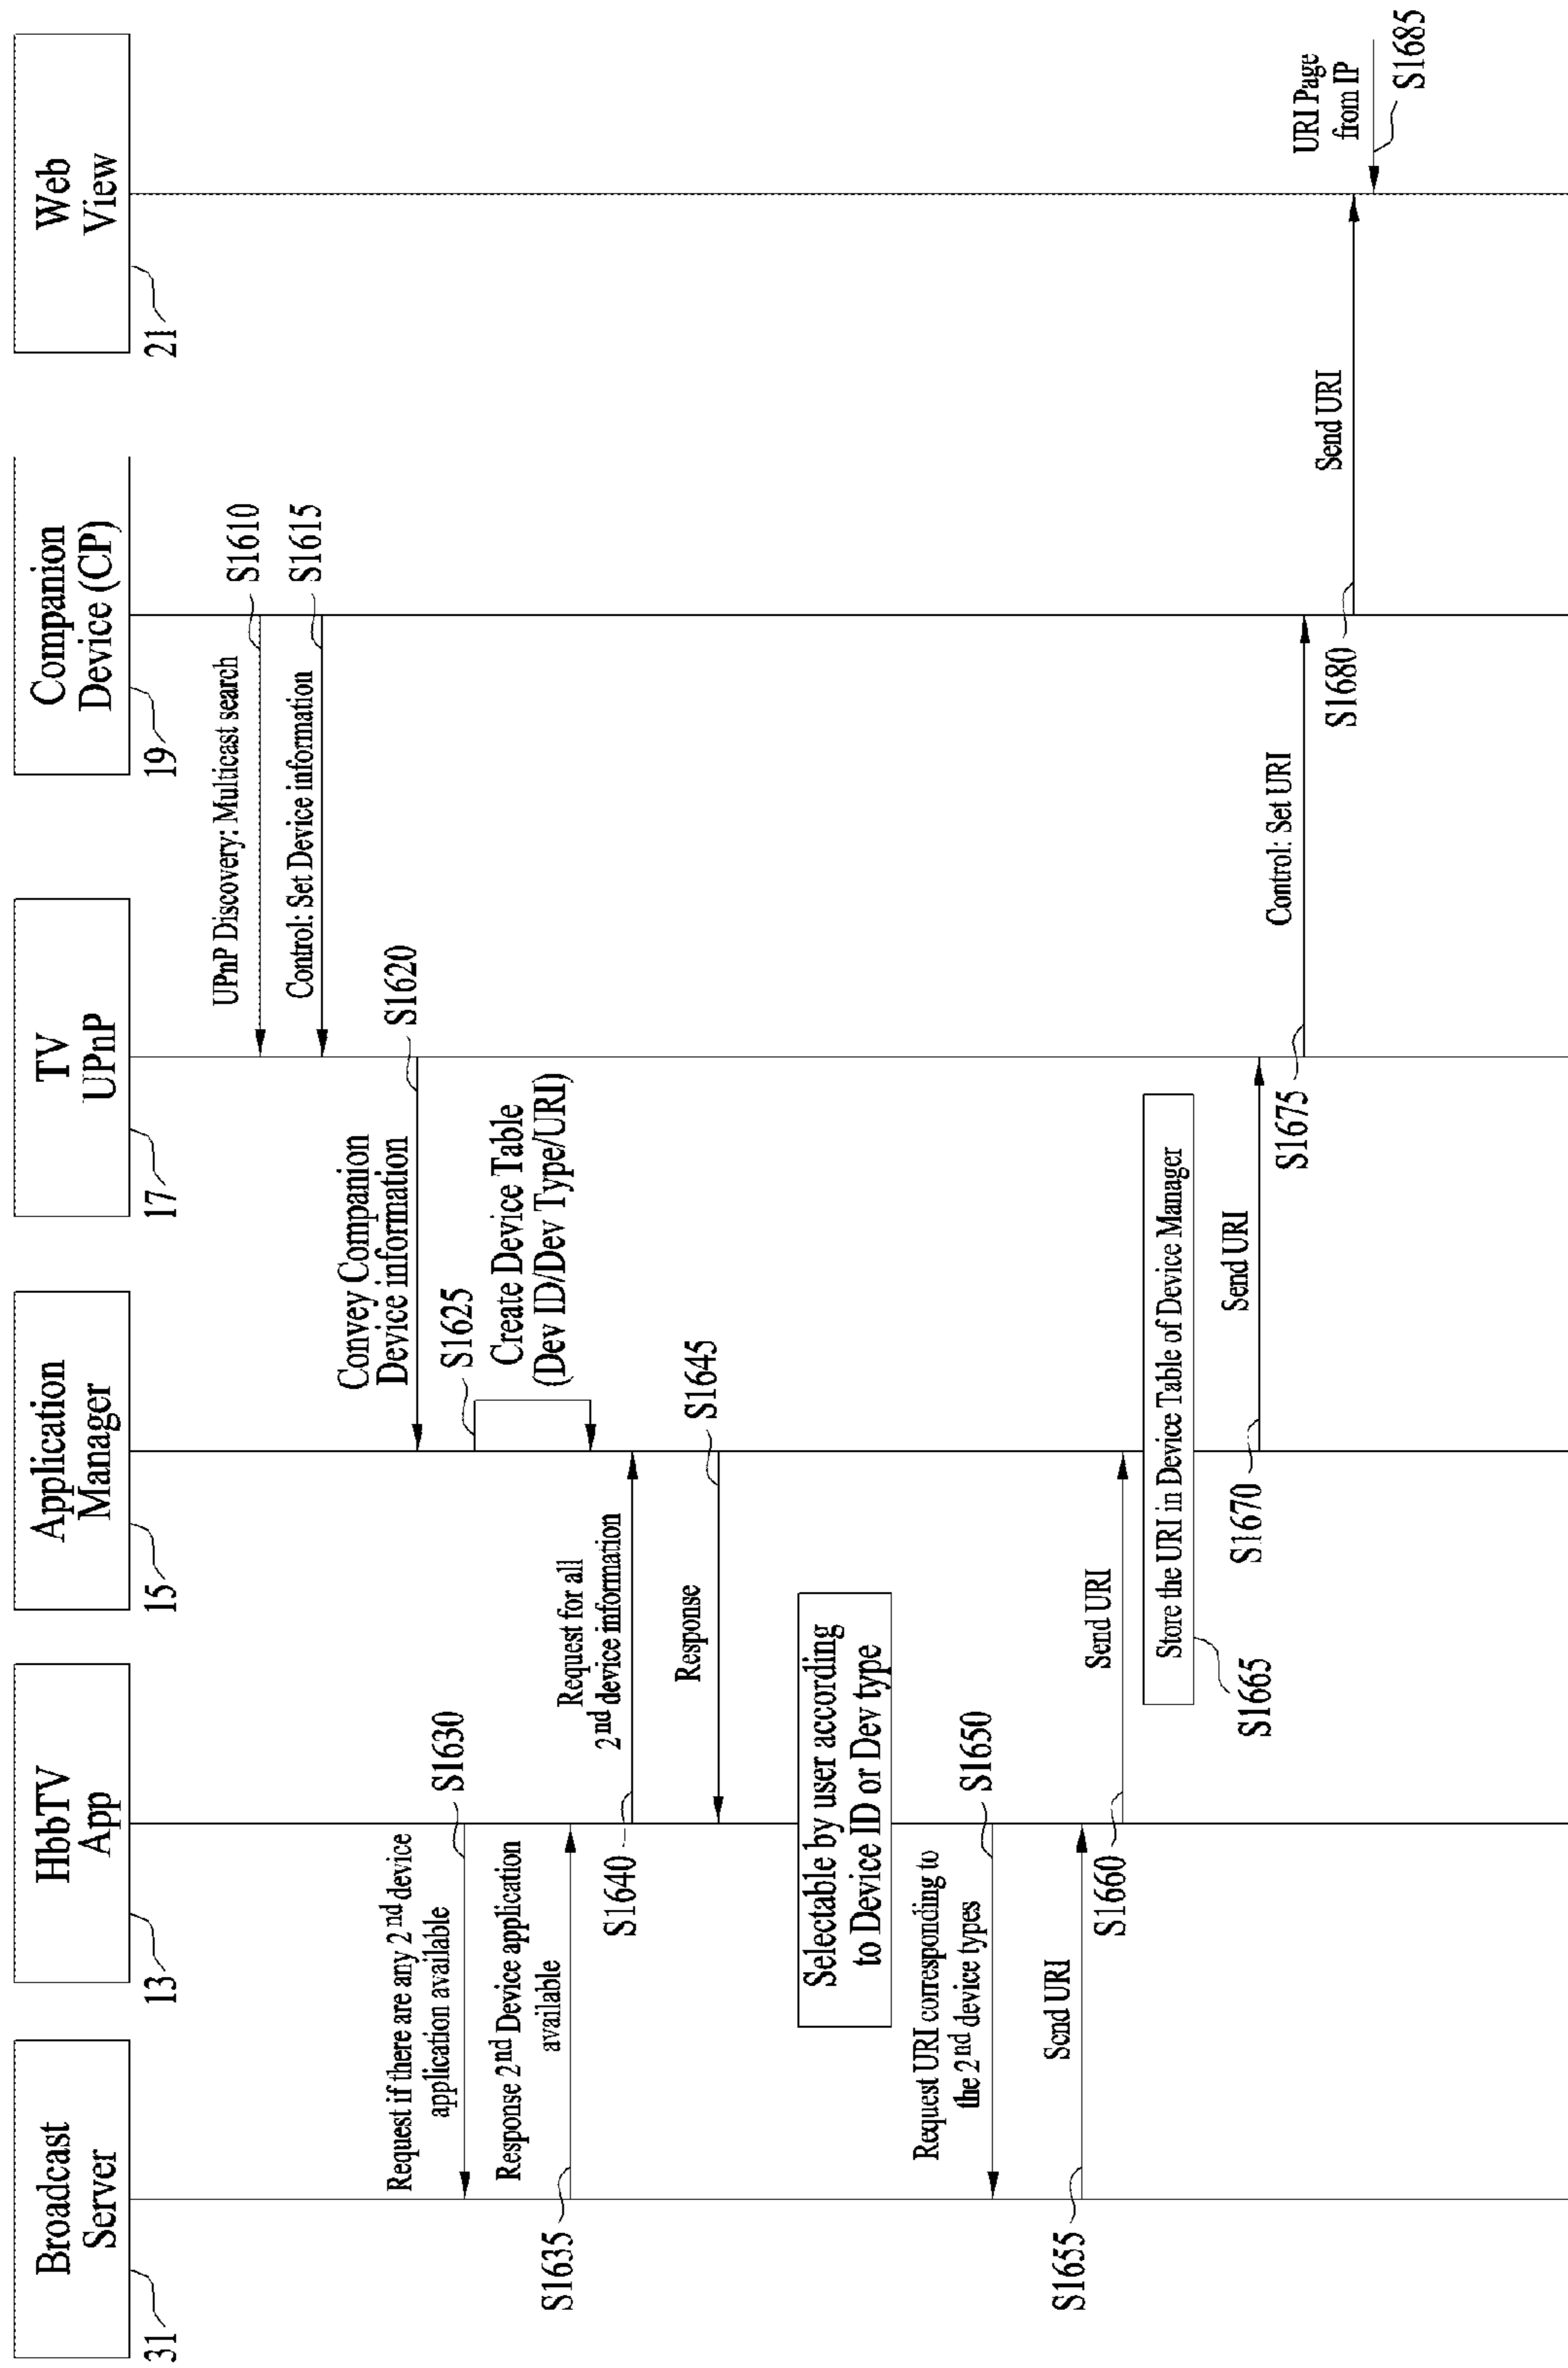 Broadcast
Server
31
HbbTV
App
13
Application
Manager
15
TV
UPnP
17
Companion
Device (CP)
19
Web
View
21
UPnP Discovery: Multicast search
S1610
Control: Set Device information
S1615
Convey Companion
Device information
S1620
S1625
Create Device Table
(Dev ID/Dev Type/URI)
Request if there are any 2nd device
application available
S1630
Response 2nd Device application
available
S1635
Request for all
2nd device information
S1640
Response
S1645
Selectable by user according
to Device ID or Dev type
Request URI corresponding to
the 2nd device types
S1650
Send URI
S1655
Send URI
S1660
Store the URI in Device Table of Device Manager
S1665
Send URI
S1670
Control: Set URI
S1675
Send URI
S1680
URI Page
from IP
S1685